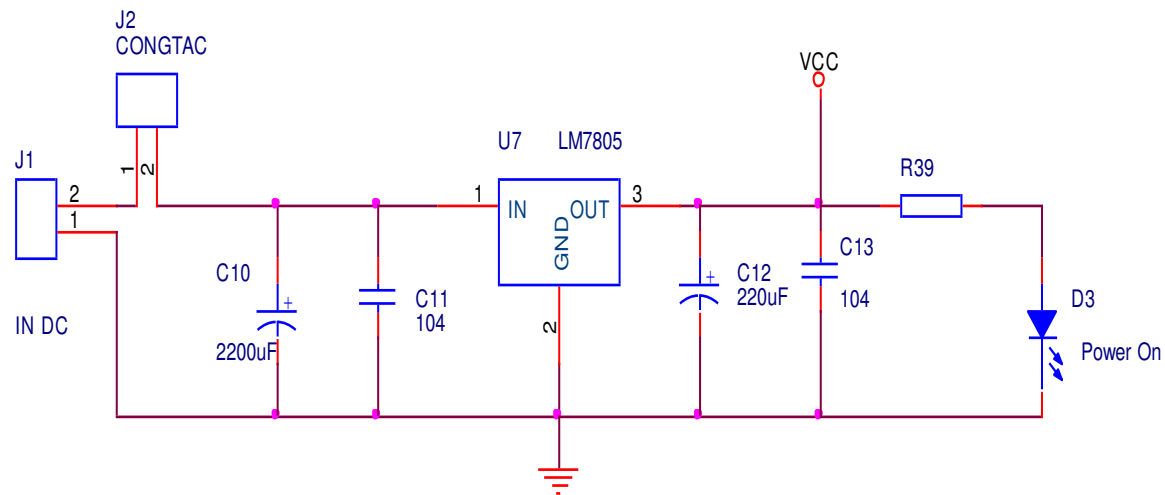 J2
CONGTAC
1
2
J1
2
1
IN DC
C10
2200uF
C11
104
U7 LM7805
1
IN
OUT
GND
3
2
C12
220uF
VCC
C13
104
R39
D3
Power On